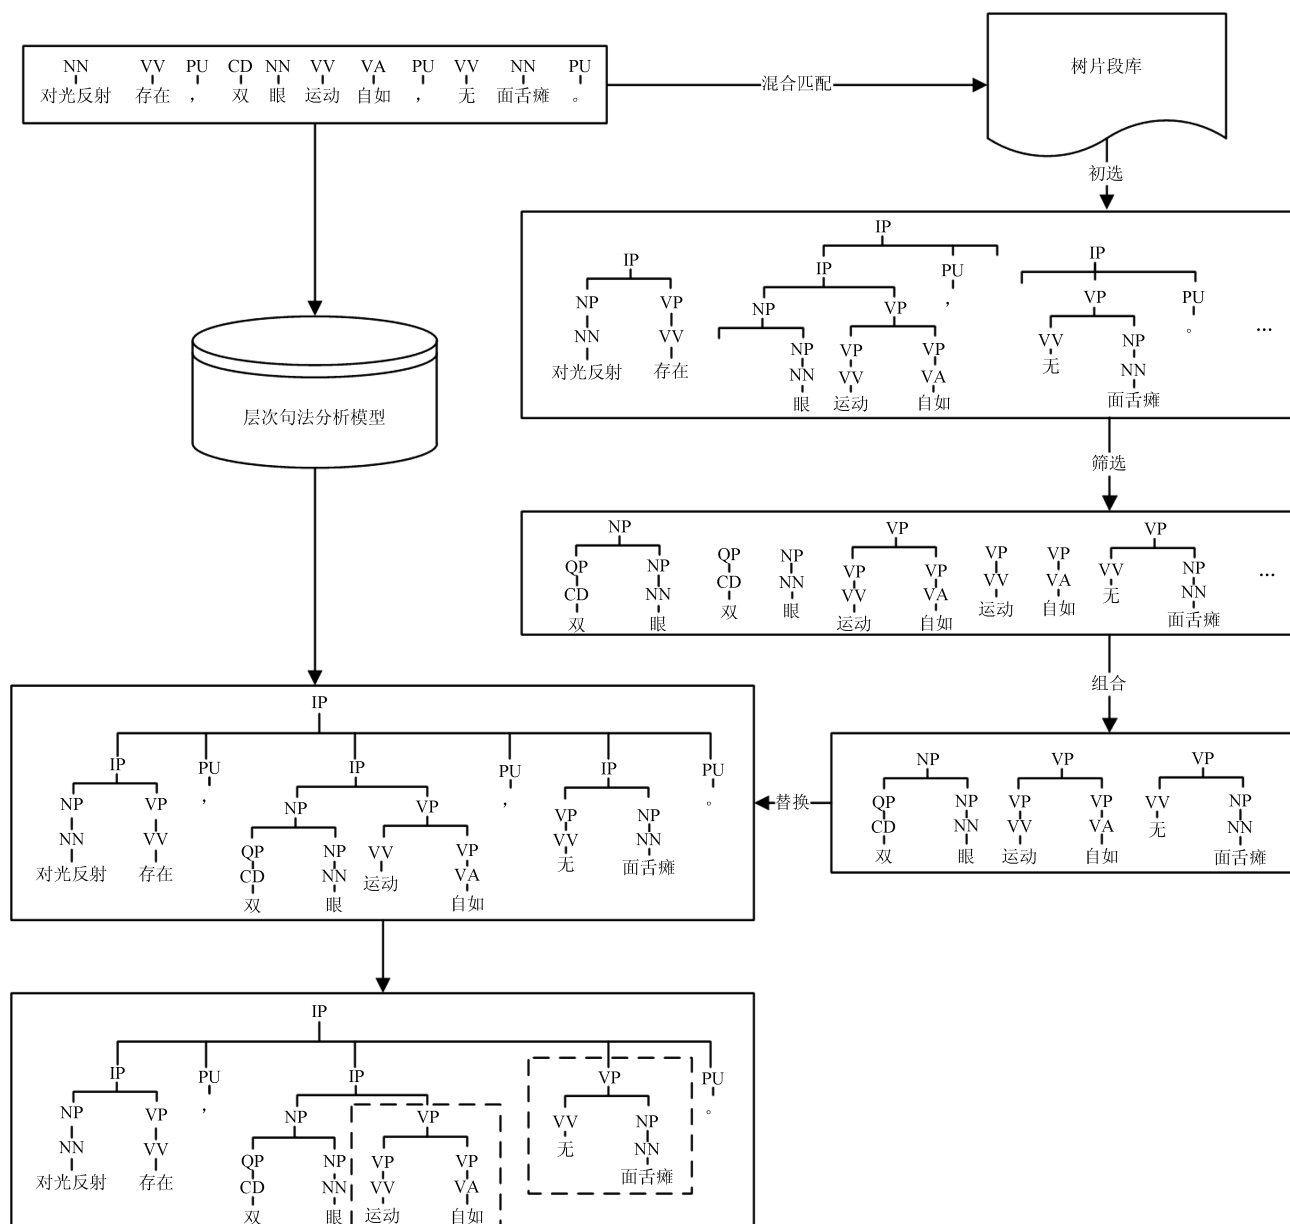 NN VV PU CD NN VV VA PU VV NN PU
对光反射 存在 , 双 眼 运动 自如 , 无 面舌瘫 。
混合匹配
树片段库
初选
IP
IP PU
IP ,
NP VP
NN VV
对光反射 存在
NP VP
NP VP VP
NN VV VA
眼 运动 自如
IP
VP PU
VV NP 。
无 NN
面舌瘫
...
层次句法分析模型
筛选
NP
QP NP
CD NN
双 眼
QP
CD
双
NP
NN
眼
VP
VP VP
VV VA
运动 自如
VP
VV
运动
VP
VA
自如
VP
VV NP
无 NN
面舌瘫
...
组合
NP
QP NP
CD NN
双 眼
VP
VP VP
VV VA
运动 自如
VP
VV NP
无 NN
面舌瘫
替换
IP
IP PU IP PU IP PU
NP VP , NP VP , VP NP 。
NN VV QP NP VV VP VV NN
对光反射 存在 CD NN 运动 VA 无 面舌瘫
双 眼 自如
IP
IP PU IP VP PU
NP VP , NP VP VV NP 。
NN VV QP NP VP VP 无 NN
对光反射 存在 CD NN VV VA 面舌瘫
双 眼 运动 自如